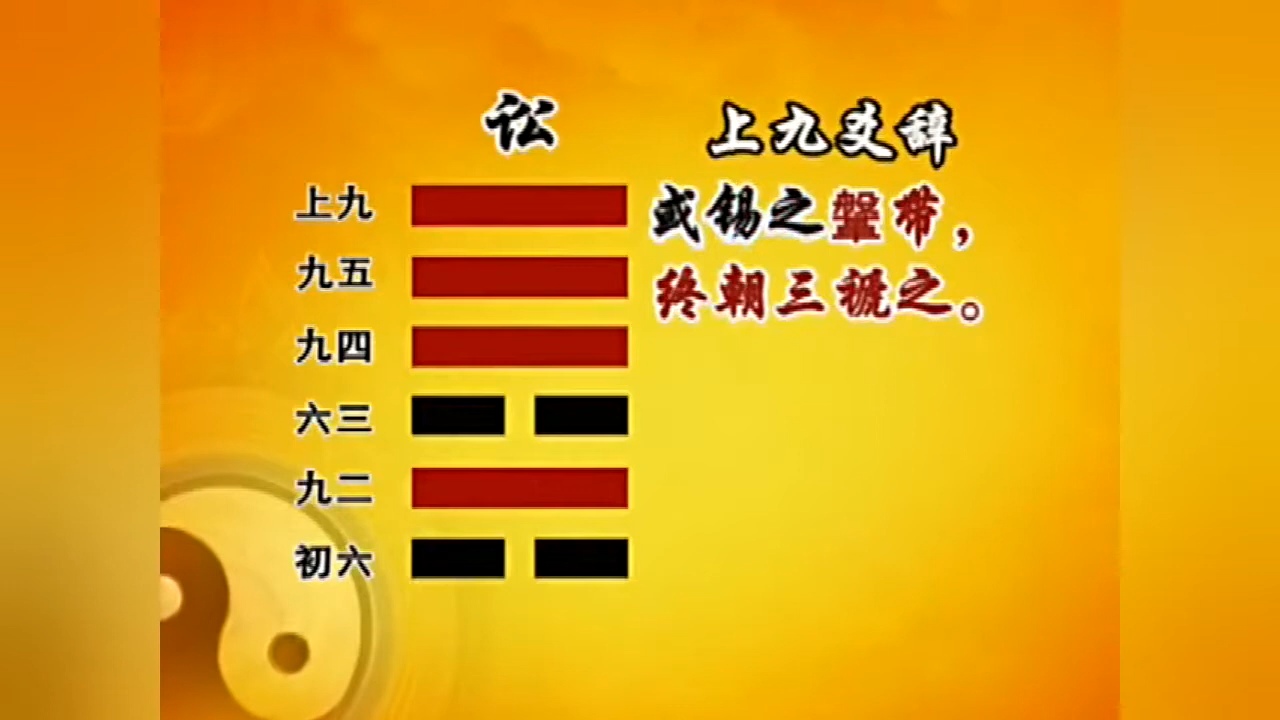 讼
上九爻辞
上九
或锡之鞶带，
九五
终朝三褫之。
九四
六三
九二
初六